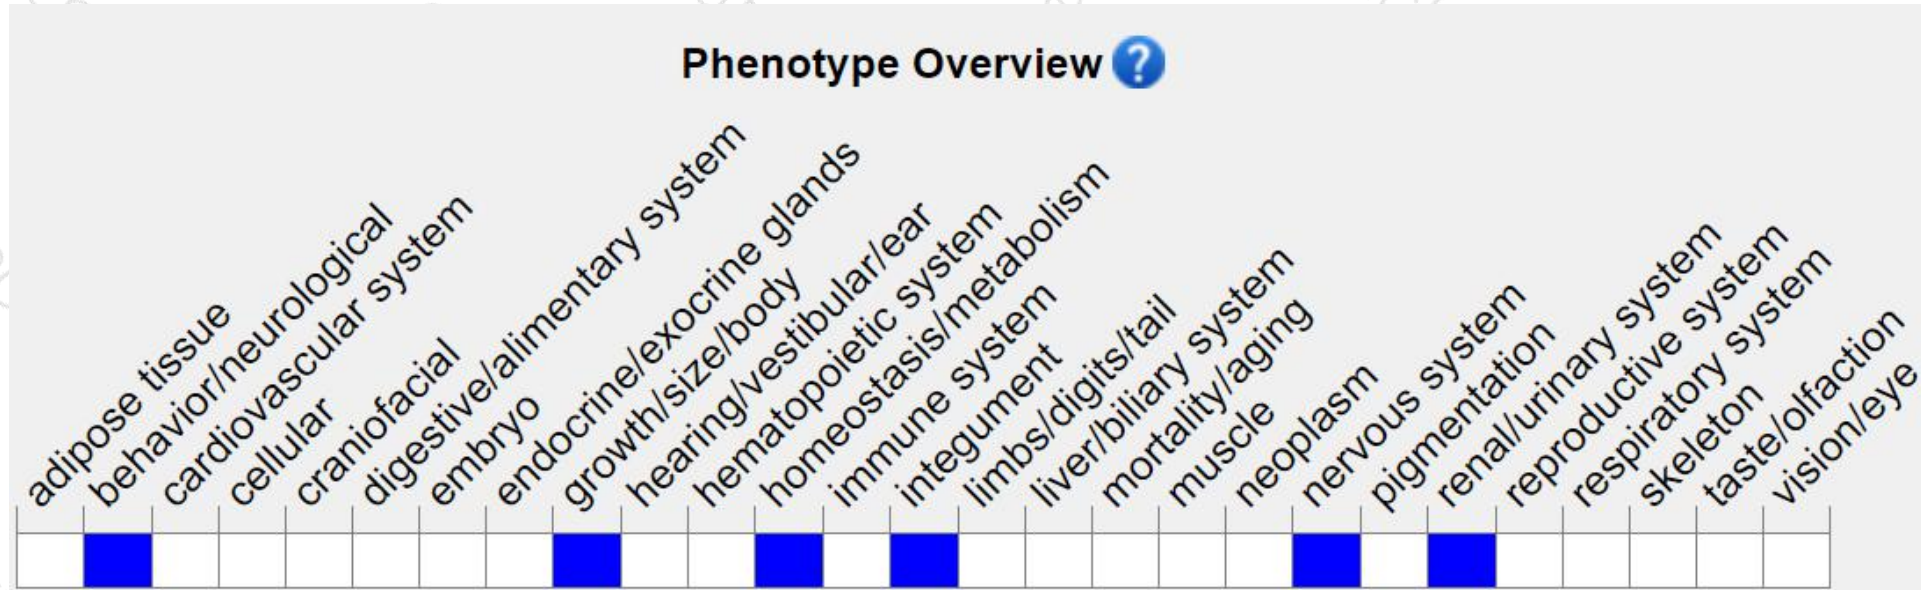 Phenotype Overview ?
adipose tissue
behavior/neurological
cardiovascular system
cellular
craniofacial
digestive/alimentary system
embryo
endocrine/exocrine glands
growth/size/body
hearing/vestibular/ear
hematopoietic system
homeostasis/metabolism
immune system
integument
limbs/digits/tail
liver/biliary system
mortality/aging
muscle
neoplasm
nervous system
pigmentation
renal/urinary system
reproductive system
respiratory system
skeleton
taste/olfaction
vision/eye